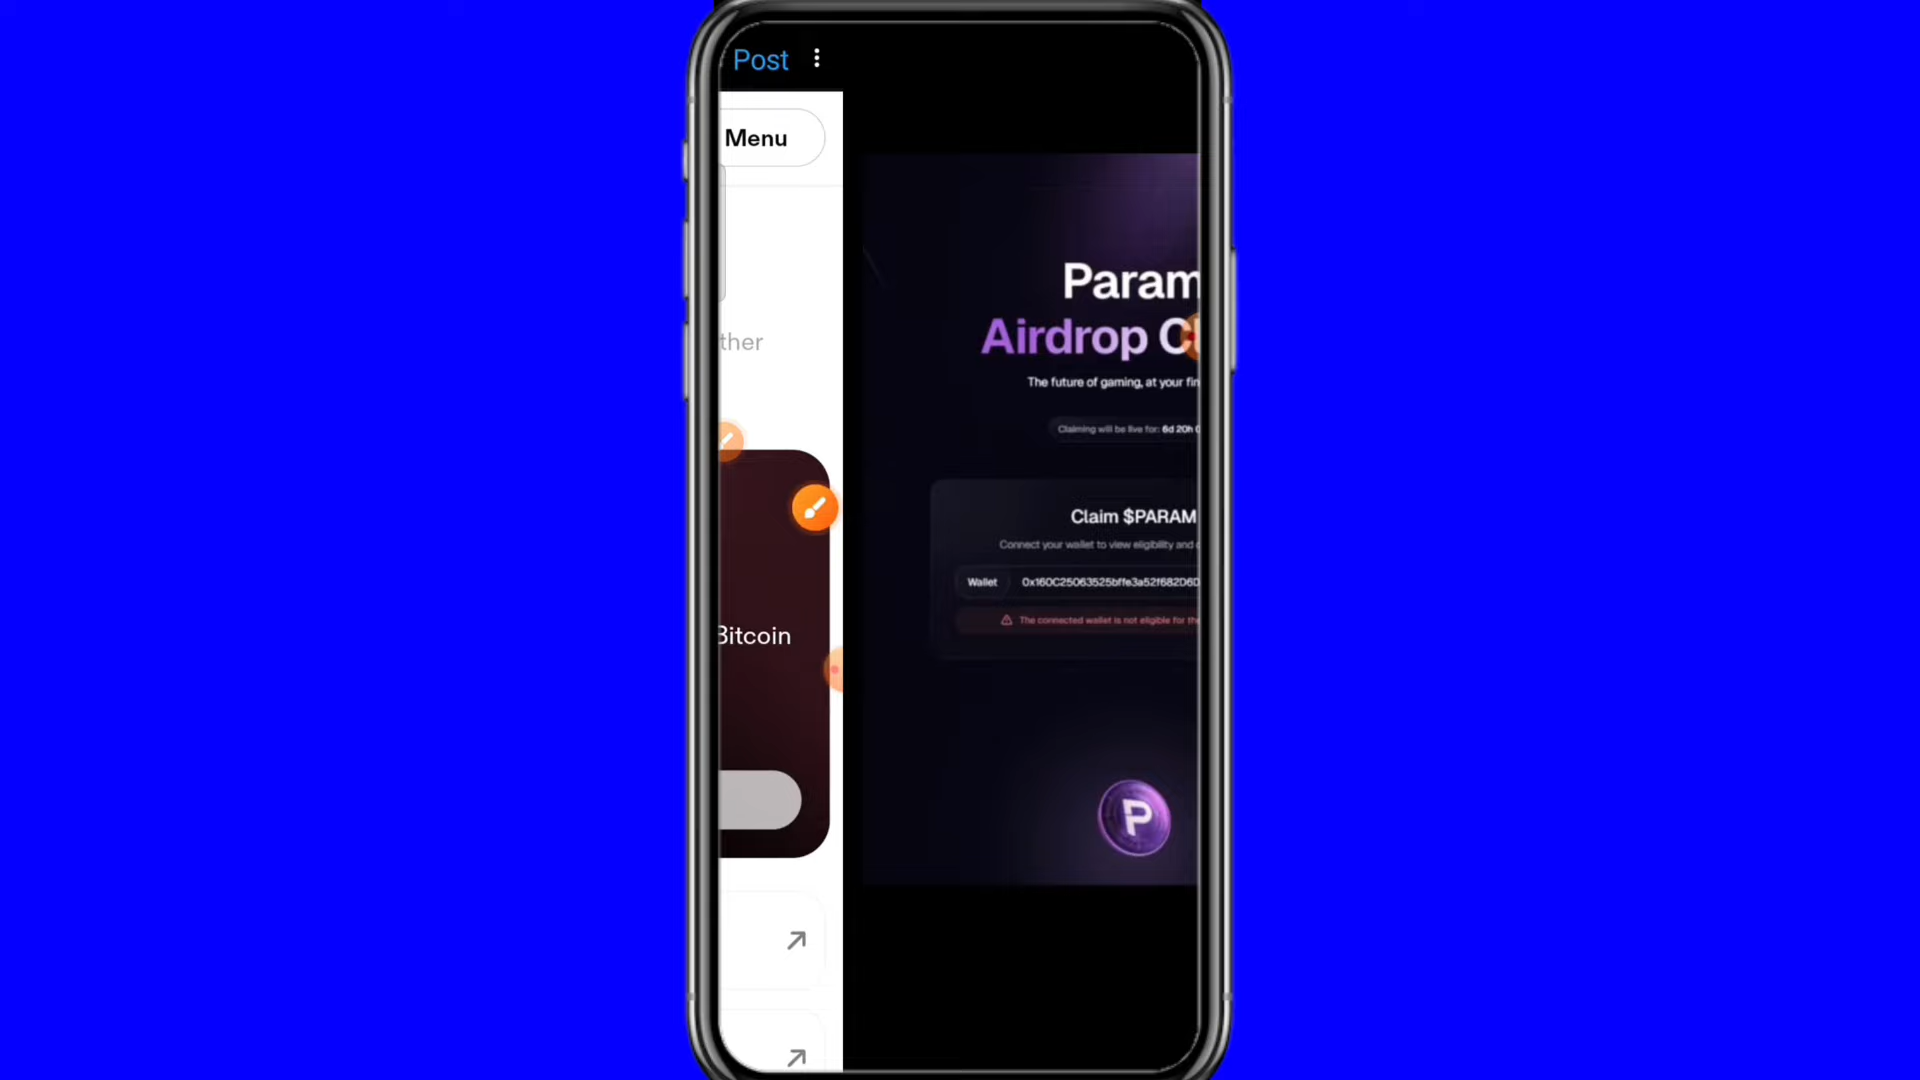 Post
Menu
ther
Bitcoin
Param
Airdrop Cl
The future of gaming, at your fin
Claiming will be live for: 6d 20h
Claim $PARAM
Connect your wallet to view eligibility and
Wallet 0x160C25063525bffe3a52f682D6D
The connected wallet is not eligible for the
P